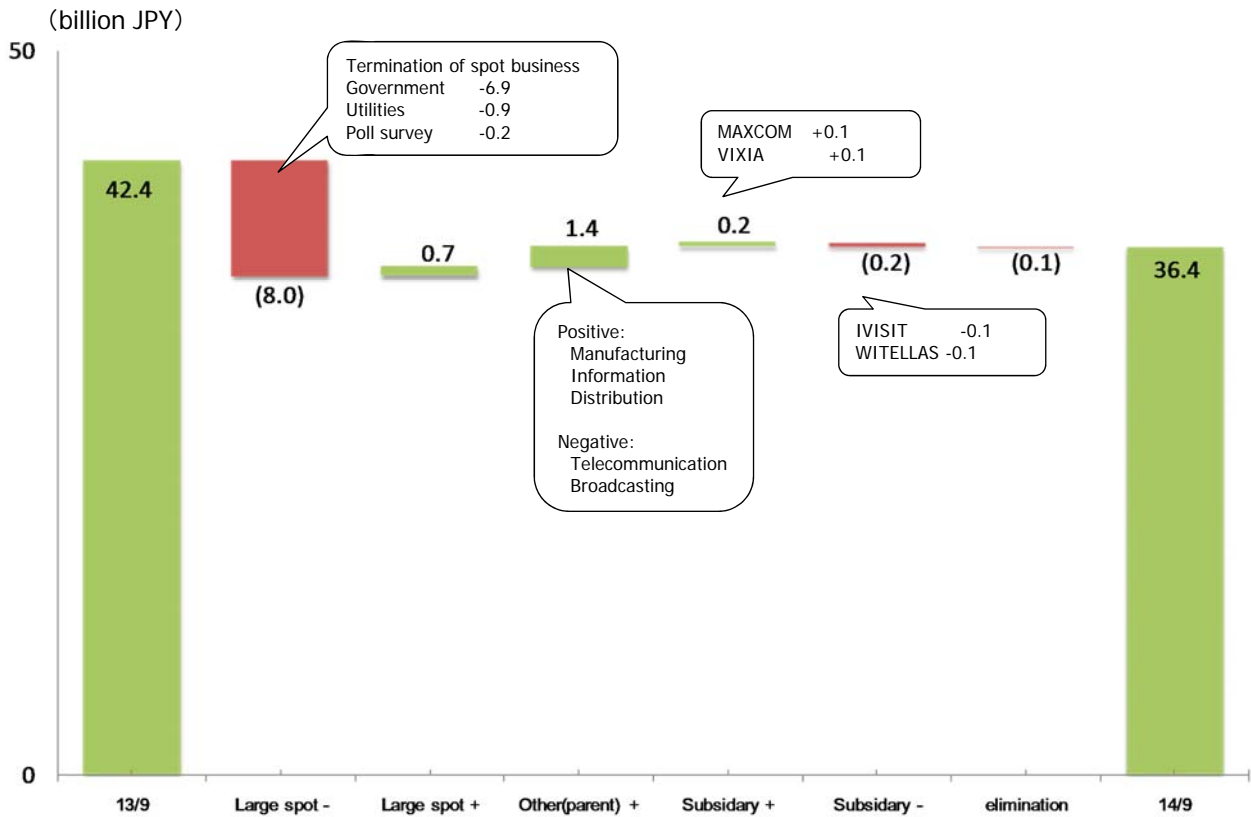 （billion JPY）
50
Termination of spot business
Government -6.9
Utilities -0.9
Poll survey -0.2
MAXCOM +0.1
VIXIA +0.1
42.4
(8.0)
0.7
1.4
0.2
(0.2)
(0.1)
36.4
Positive:
Manufacturing
Information
Distribution
Negative:
Telecommunication
Broadcasting
IVISIT -0.1
WITELLAS -0.1
0
13/9 Large spot - Large spot + Other(parent) + Subsidary + Subsidary - elimination 14/9